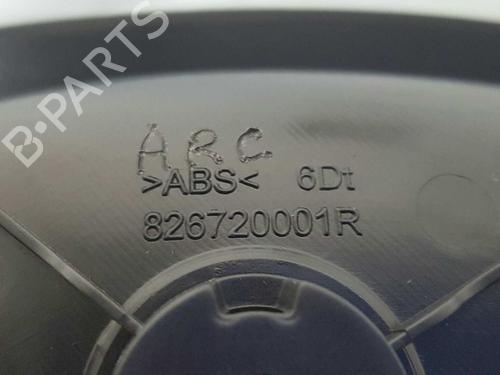 B-PARTS
ARC
>ABS< 6Dt
826720001R